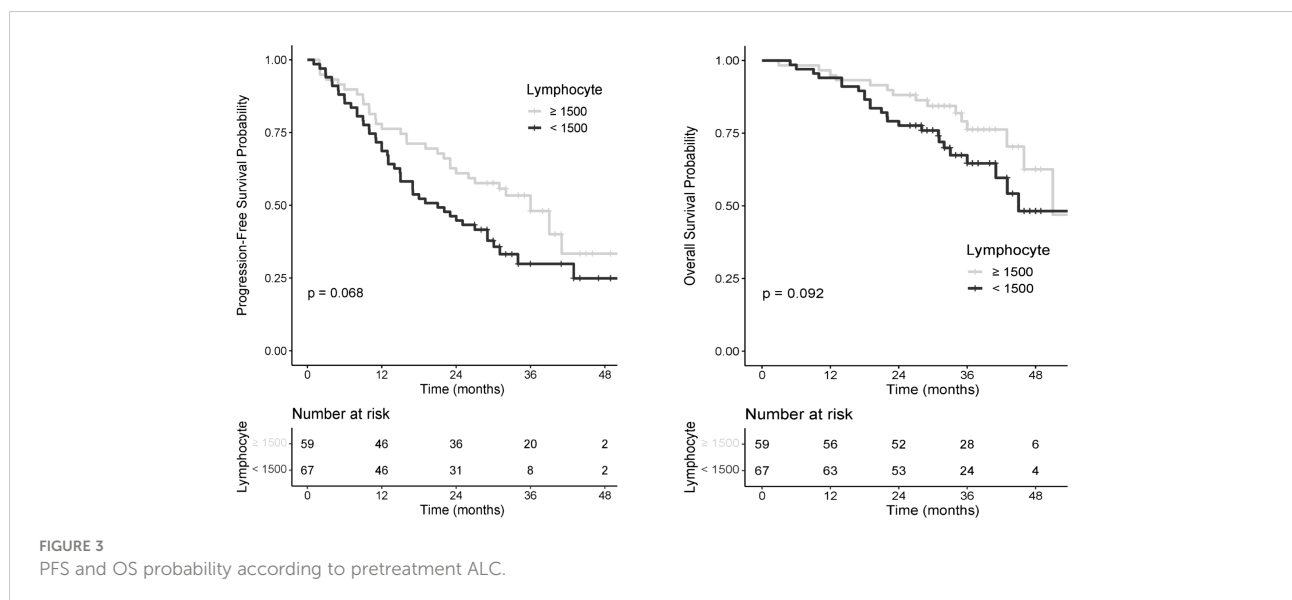 1.00
0.75
0.50
0.25
0.00
Progression-Free Survival Probability
Lymphocyte
≥ 1500
< 1500
p = 0.068
0 12 24 36 48
Time (months)
Number at risk
Lymphocyte
≥ 1500 59 46 36 20 2
< 1500 67 46 31 8 2
0 12 24 36 48
Time (months)
1.00
0.75
0.50
0.25
0.00
Overall Survival Probability
Lymphocyte
≥ 1500
< 1500
p = 0.092
0 12 24 36 48
Time (months)
Number at risk
Lymphocyte
≥ 1500 59 56 52 28 6
< 1500 67 63 53 24 4
0 12 24 36 48
Time (months)
FIGURE 3
PFS and OS probability according to pretreatment ALC.